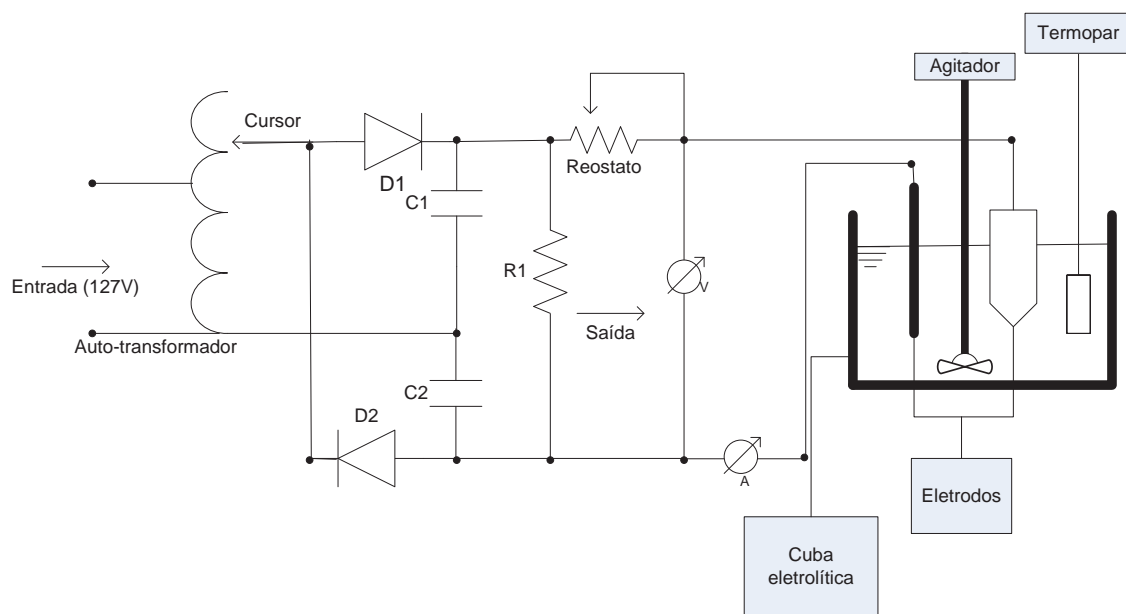 Termopar
Agitador
Cursor
D1
C1
Reostato
R1
V
Entrada (127V)
Saída
Auto-transformador
C2
D2
A
Eletrodos
Cuba
eletrolítica